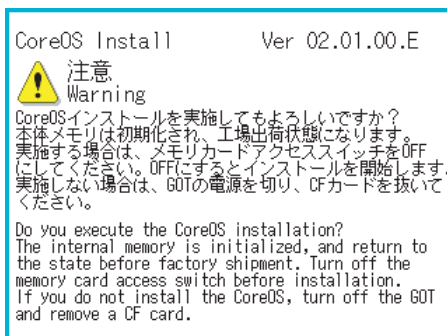 CoreOS Install Ver 02.01.00.E
注意
Warning
CoreOSインストールを実施してもよろしいですか？
本体メモリは初期化され、工場出荷状態になります。
実施する場合は、メモリカードアクセススイッチをOFF
にしてください。OFFにするとインストールを開始します。
実施しない場合は、GOTの電源を切り、CFカードを抜いて
ください。
Do you execute the CoreOS installation?
The internal memory is initialized, and return to
the state before factory shipment. Turn off the
memory card access switch before installation.
If you do not install the CoreOS, turn off the GOT
and remove a CF card.